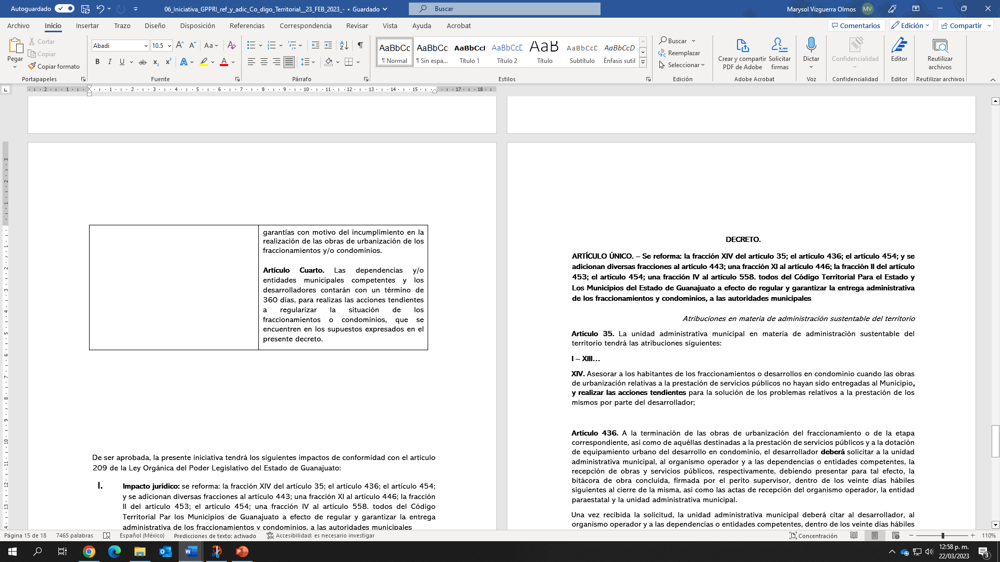 Autoguardado
06_Iniciativa_GPPRI_ref_y_adic_Co_digo_Territorial__23_FEB_2023_- • Guardado
Buscar
Marysol Vizguerra Olmos
MV
Archivo
Inicio
Insertar
Trazo
Diseño
Disposición
Referencias
Correspondencia
Revisar
Vista
Ayuda
Acrobat
Comentarios
Edición
Compartir
Pegar
Cortar
Copiar
Copiar formato
Portapapeles
Abadi
10.5
Fuente
Párrafo
AaBbCc
¶ Normal
AaBbCc
¶ Sin espa...
AaBbCcI
Título 1
AaBbCcD
Título 2
AaB
Título
AaBbCcD
Subtítulo
AaBbCcD
Énfasis sutil
Estilos
Buscar
Reemplazar
Seleccionar
Edición
Crear y compartir
PDF de Adobe
Solicitar
firmas
Adobe Acrobat
Dictar
Voz
Confidencialidad
Confidencialidad
Editor
Editor
Reutilizar
archivos
Reutilizar archivos
garantías con motivo del incumplimiento en la
realización de las obras de urbanización de los
fraccionamientos y/o condominios.
Artículo Cuarto. Las dependencias y/o
entidades municipales competentes y los
desarrolladores contarán con un término de
360 días, para realizas las acciones tendientes
a regularizar la situación de los
fraccionamientos o condominios, que se
encuentren en los supuestos expresados en el
presente decreto.
De ser aprobada, la presente iniciativa tendrá los siguientes impactos de conformidad con el artículo
209 de la Ley Orgánica del Poder Legislativo del Estado de Guanajuato:
I. Impacto jurídico: se reforma: la fracción XIV del artículo 35; el artículo 436; el artículo 454;
y se adicionan diversas fracciones al artículo 443; una fracción XI al artículo 446; la fracción
II del artículo 453; el artículo 454; una fracción IV al artículo 558. todos del Código
Territorial Par los Municipios de Guanajuato a efecto de regular y garantizar la entrega
administrativa de los fraccionamientos y condominios, a las autoridades municipales
DECRETO.
ARTÍCULO ÚNICO. – Se reforma: la fracción XIV del artículo 35; el artículo 436; el artículo 454; y se
adicionan diversas fracciones al artículo 443; una fracción XI al artículo 446; la fracción II del artículo
453; el artículo 454; una fracción IV al artículo 558. todos del Código Territorial Para el Estado y
Los Municipios del Estado de Guanajuato a efecto de regular y garantizar la entrega administrativa
de los fraccionamientos y condominios, a las autoridades municipales
Atribuciones en materia de administración sustentable del territorio
Artículo 35. La unidad administrativa municipal en materia de administración sustentable del
territorio tendrá las atribuciones siguientes:
I – XIII...
XIV. Asesorar a los habitantes de los fraccionamientos o desarrollos en condominio cuando las obras
de urbanización relativas a la prestación de servicios públicos no hayan sido entregadas al Municipio,
y realizar las acciones tendientes para la solución de los problemas relativos a la prestación de los
mismos por parte del desarrollador;
Artículo 436. A la terminación de las obras de urbanización del fraccionamiento o de la etapa
correspondiente, así como de aquéllas destinadas a la prestación de servicios públicos y a la dotación
de equipamiento urbano del desarrollo en condominio, el desarrollador deberá solicitar a la unidad
administrativa municipal, al organismo operador y a las dependencias o entidades competentes, la
recepción de obras y servicios públicos, respectivamente, debiendo presentar para tal efecto, la
bitácora de obra concluida, firmada por el perito supervisor, dentro de los veinte días hábiles
siguientes al cierre de la misma, así como las actas de recepción del organismo operador, la entidad
paraestatal y la unidad administrativa municipal.
Una vez recibida la solicitud, la unidad administrativa municipal deberá citar al desarrollador, al
organismo operador y a las dependencias o entidades competentes, dentro de los veinte días hábiles
Página 15 de 18
7465 palabras
Español (México)
Predicciones de texto: activado
Accesibilidad: es necesario investigar
Concentración
110%
12:58 p. m.
22/03/2023
3